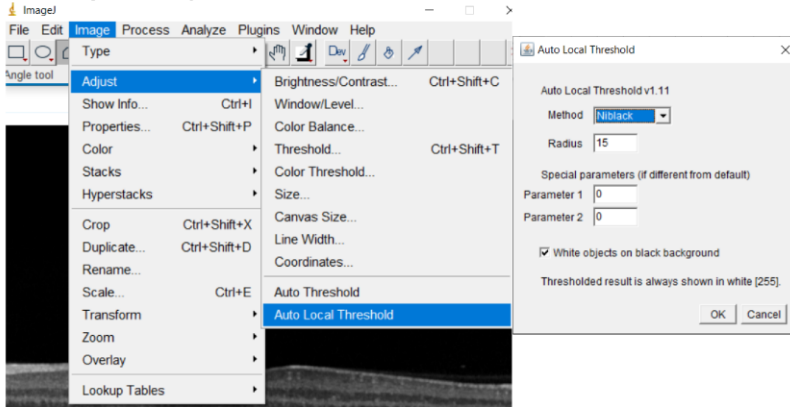 ImageJ
File Edit Image Process Analyze Plugins Window Help
Dev
Angle tool
Type
Adjust
Show Info... Ctrl+I
Properties... Ctrl+Shift+P
Color
Stacks
Hyperstacks
Crop Ctrl+Shift+X
Duplicate... Ctrl+Shift+D
Rename...
Scale... Ctrl+E
Transform
Zoom
Overlay
Lookup Tables
Brightness/Contrast... Ctrl+Shift+C
Window/Level...
Color Balance...
Threshold... Ctrl+Shift+T
Color Threshold...
Size...
Canvas Size...
Line Width...
Coordinates...
Auto Threshold
Auto Local Threshold
Auto Local Threshold
Auto Local Threshold v1.11
Method Niblack
Radius 15
Special parameters (if different from default)
Parameter 1 0
Parameter 2 0
White objects on black background
Thresholded result is always shown in white [255].
OK Cancel